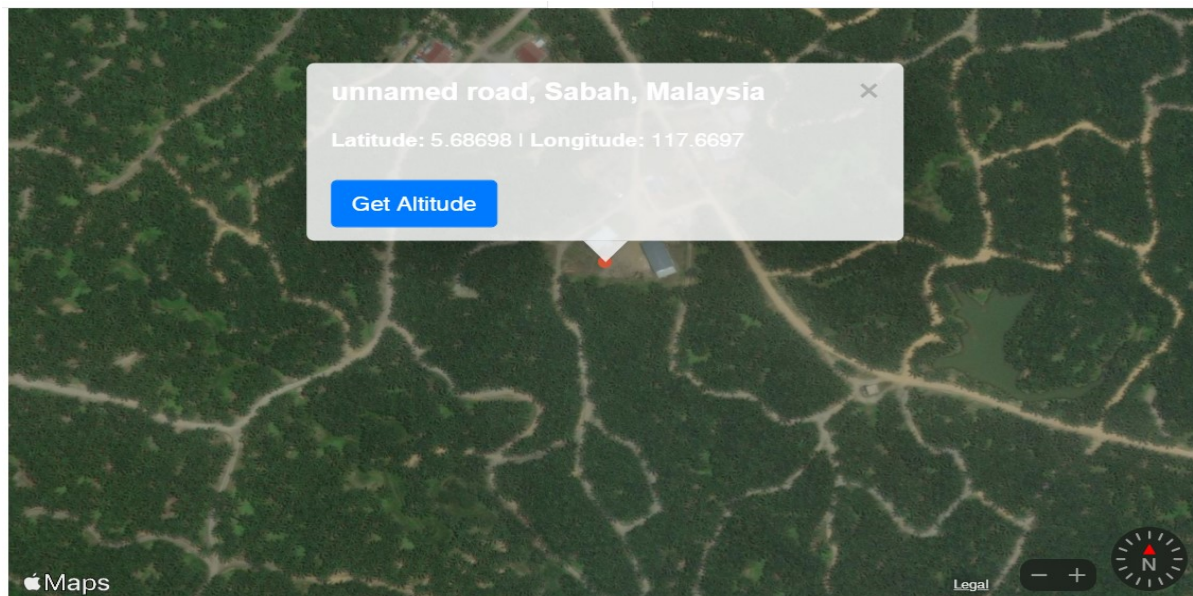 unnamed road, Sabah, Malaysia
×
Latitude: 5.68698 | Longitude: 117.6697
Get Altitude
Maps
Legal
− +
N